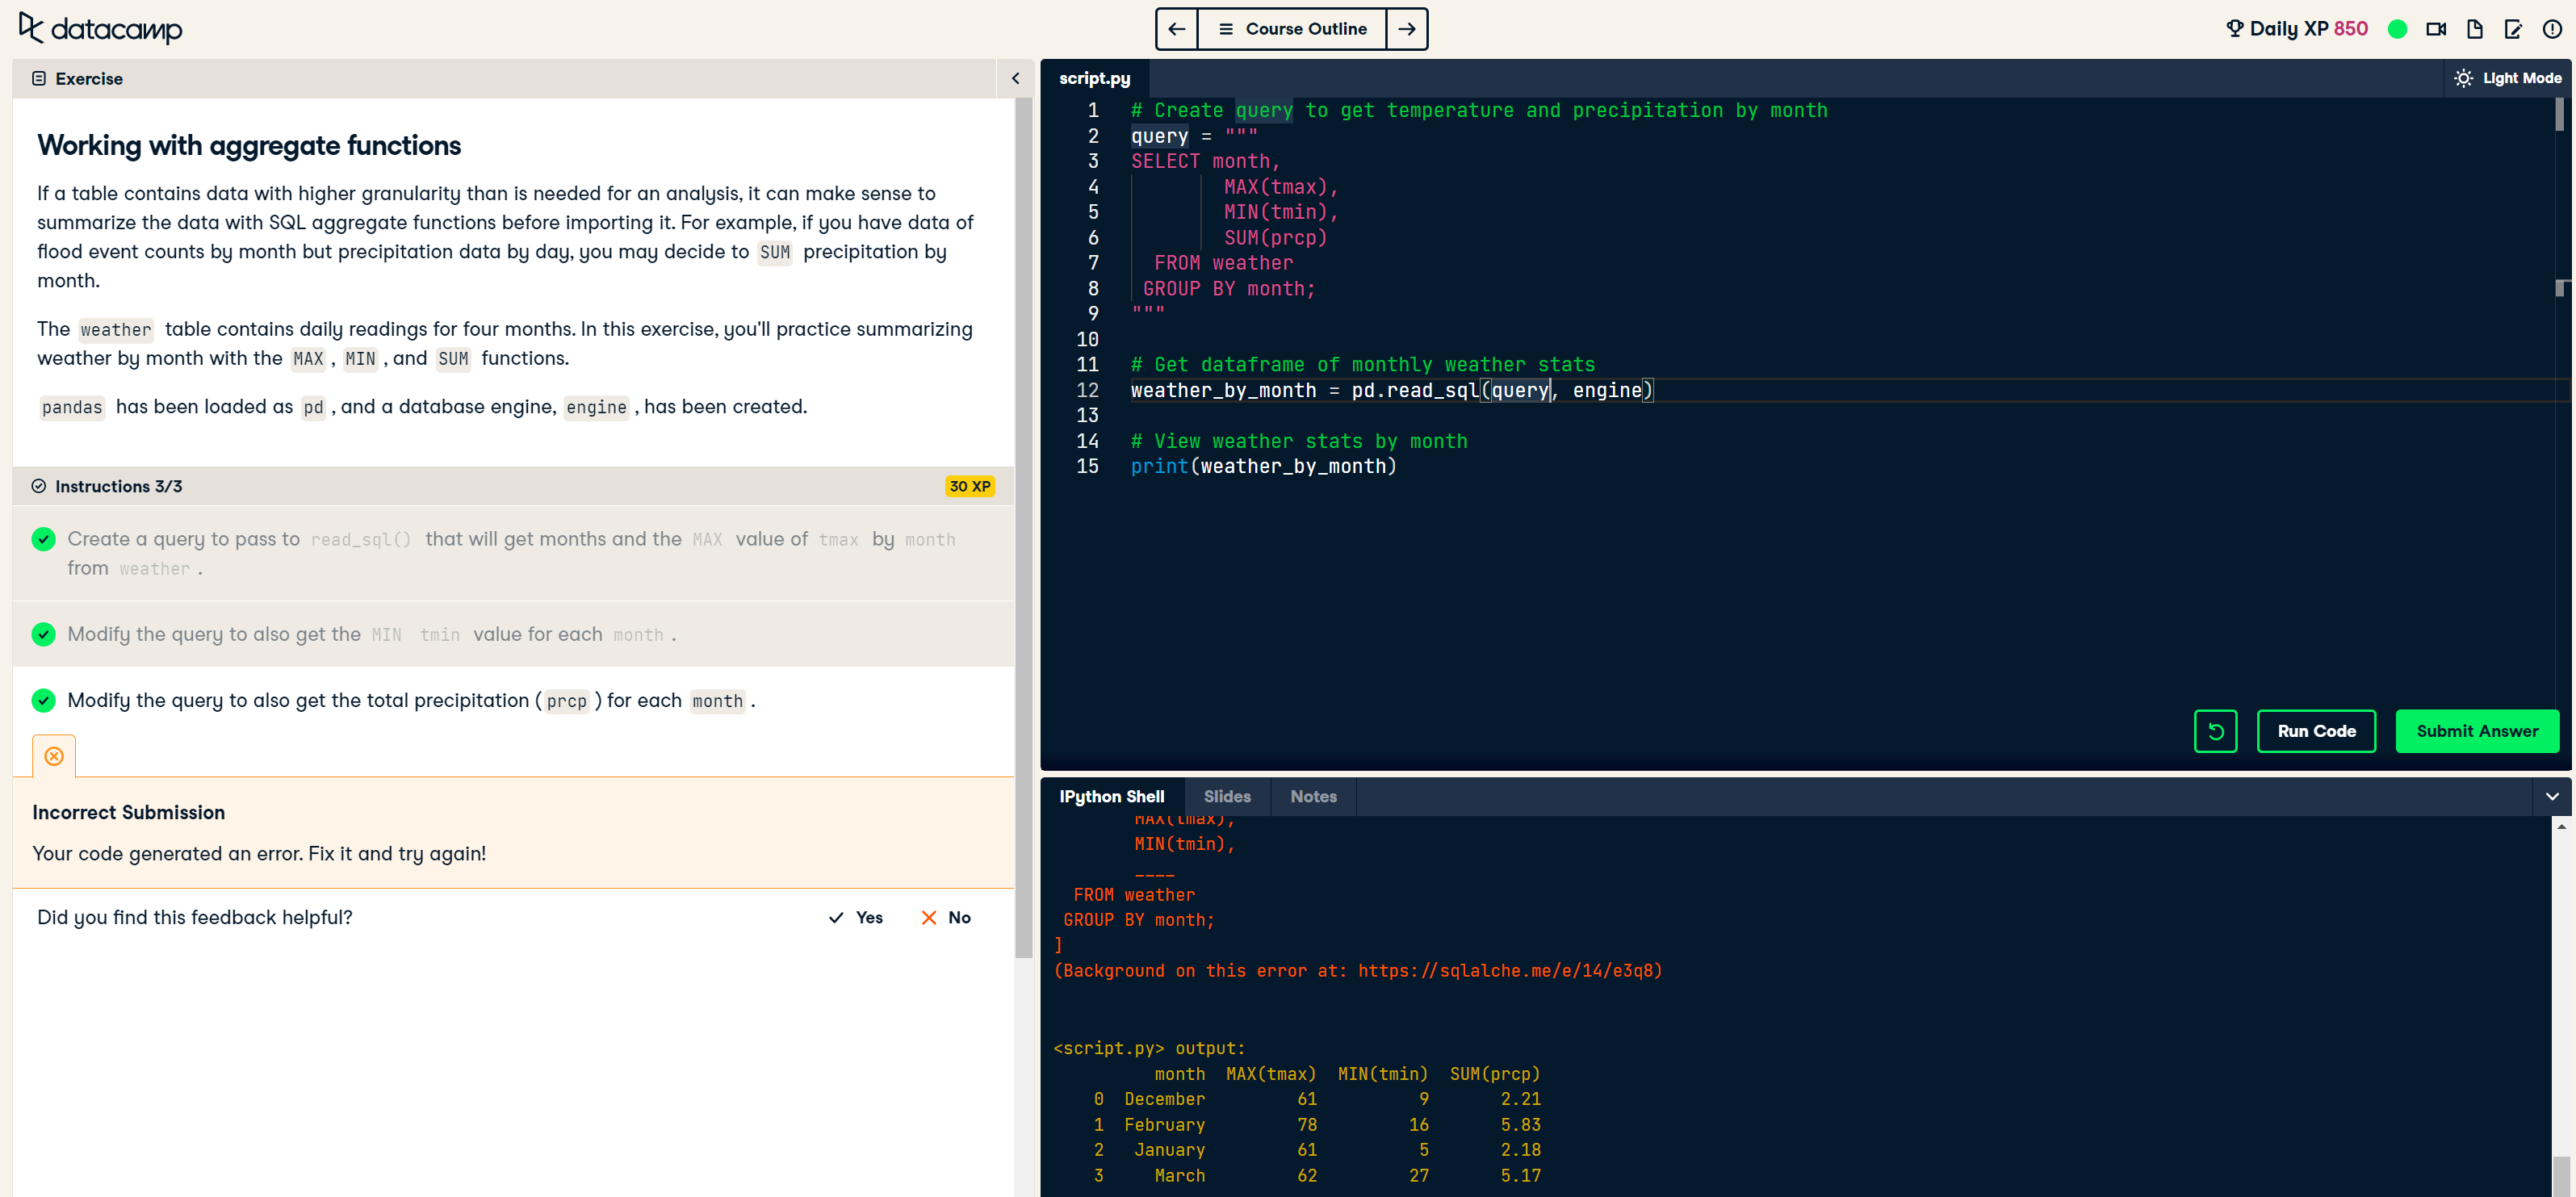 datacamp
Course Outline
Daily XP 850
Exercise
Working with aggregate functions
If a table contains data with higher granularity than is needed for an analysis, it can make sense to
summarize the data with SQL aggregate functions before importing it. For example, if you have data of
flood event counts by month but precipitation data by day, you may decide to SUM precipitation by
month.
The weather table contains daily readings for four months. In this exercise, you'll practice summarizing
weather by month with the MAX, MIN, and SUM functions.
pandas has been loaded as pd, and a database engine, engine, has been created.
Instructions 3/3
30 XP
Create a query to pass to read_sql() that will get months and the MAX value of tmax by month
from weather.
Modify the query to also get the MIN tmin value for each month.
Modify the query to also get the total precipitation (prcp) for each month.
Incorrect Submission
Your code generated an error. Fix it and try again!
Did you find this feedback helpful?
Yes
No
script.py
Light Mode
1 # Create query to get temperature and precipitation by month
2 query = """
3 SELECT month,
4 MAX(tmax),
5 MIN(tmin),
6 SUM(prcp)
7 FROM weather
8 GROUP BY month;
9 """
10
11 # Get dataframe of monthly weather stats
12 weather_by_month = pd.read_sql(query, engine)
13
14 # View weather stats by month
15 print(weather_by_month)
Run Code
Submit Answer
IPython Shell
Slides
Notes
MAX(tmax),
MIN(tmin),
____
FROM weather
GROUP BY month;
]
(Background on this error at: https://sqlalche.me/e/14/e3q8)
<script.py> output:
month MAX(tmax) MIN(tmin) SUM(prcp)
0 December 61 9 2.21
1 February 78 16 5.83
2 January 61 5 2.18
3 March 62 27 5.17